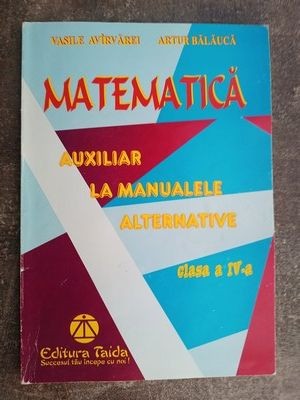 VASILE AVÎRVĂREI ARTUR BĂLĂUCĂ
MATEMATICĂ
AUXILIAR
LA MANUALELE
ALTERNATIVE
clasa a IV-a
Editura Taida
Succesul tău începe cu noi !